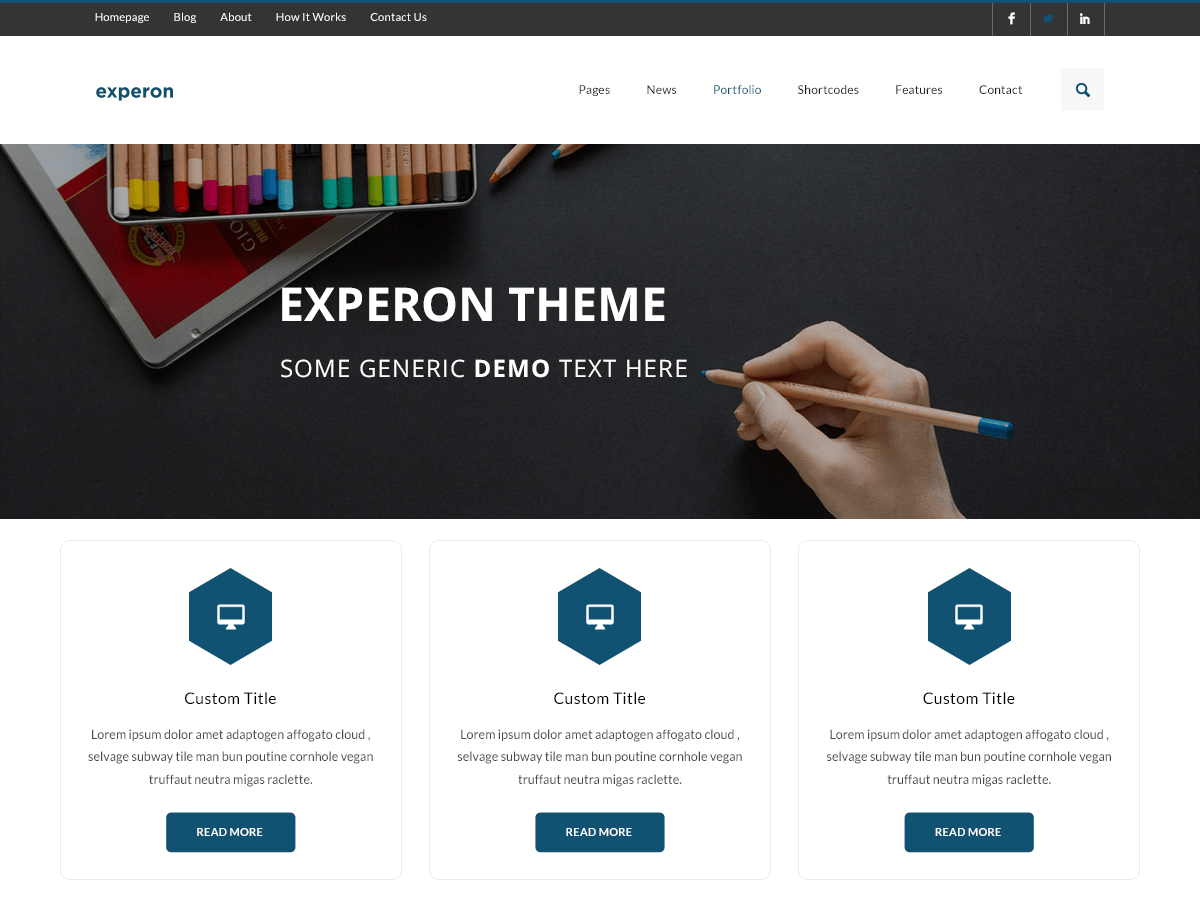 Homepage Blog About How It Works Contact Us
experon
Pages News Portfolio Shortcodes Features Contact
EXPERON THEME
SOME GENERIC DEMO TEXT HERE
Custom Title
Lorem ipsum dolor amet adaptogen affogato cloud ,
selvage subway tile man bun poutine cornhole vegan
truffaut neutra migas raclette.
READ MORE
Custom Title
Lorem ipsum dolor amet adaptogen affogato cloud ,
selvage subway tile man bun poutine cornhole vegan
truffaut neutra migas raclette.
READ MORE
Custom Title
Lorem ipsum dolor amet adaptogen affogato cloud ,
selvage subway tile man bun poutine cornhole vegan
truffaut neutra migas raclette.
READ MORE